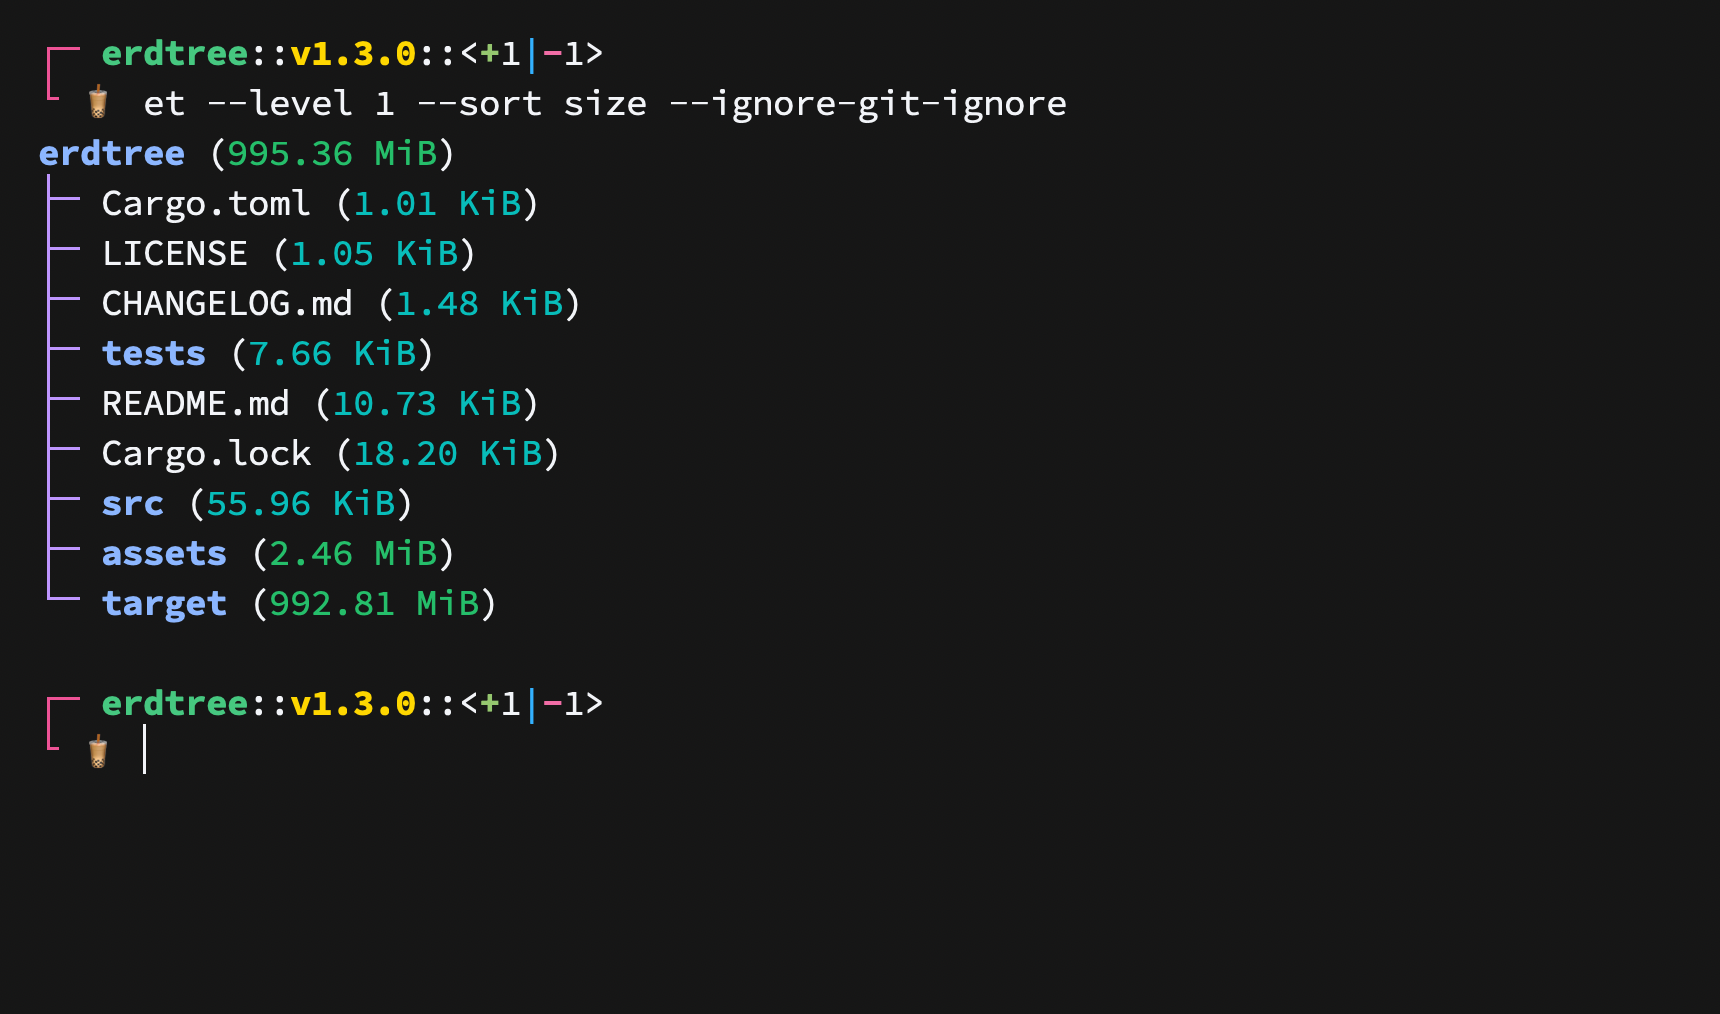 erdtree::v1.3.0::<+1|-1>
🧋 et --level 1 --sort size --ignore-git-ignore
erdtree (995.36 MiB)
├─ Cargo.toml (1.01 KiB)
├─ LICENSE (1.05 KiB)
├─ CHANGELOG.md (1.48 KiB)
├─ tests (7.66 KiB)
├─ README.md (10.73 KiB)
├─ Cargo.lock (18.20 KiB)
├─ src (55.96 KiB)
├─ assets (2.46 MiB)
└─ target (992.81 MiB)
erdtree::v1.3.0::<+1|-1>
🧋